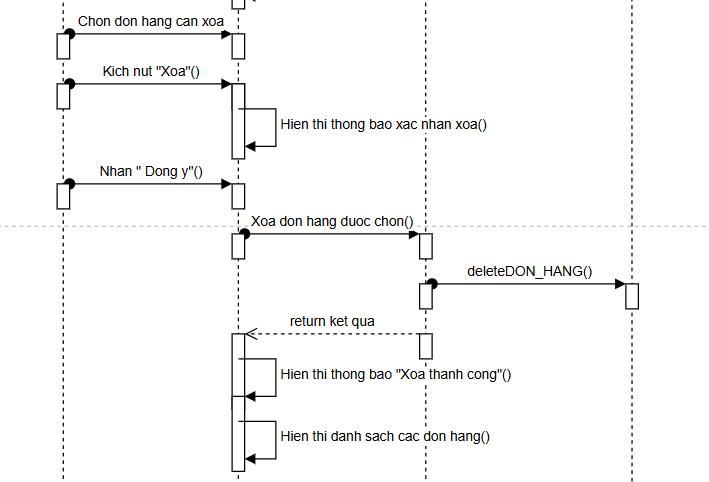 Chon don hang can xoa
Kich nut "Xoa"()
Hien thi thong bao xac nhan xoa()
Nhan " Dong y"()
Xoa don hang duoc chon()
deleteDON_HANG()
return ket qua
Hien thi thong bao "Xoa thanh cong"()
Hien thi danh sach cac don hang()